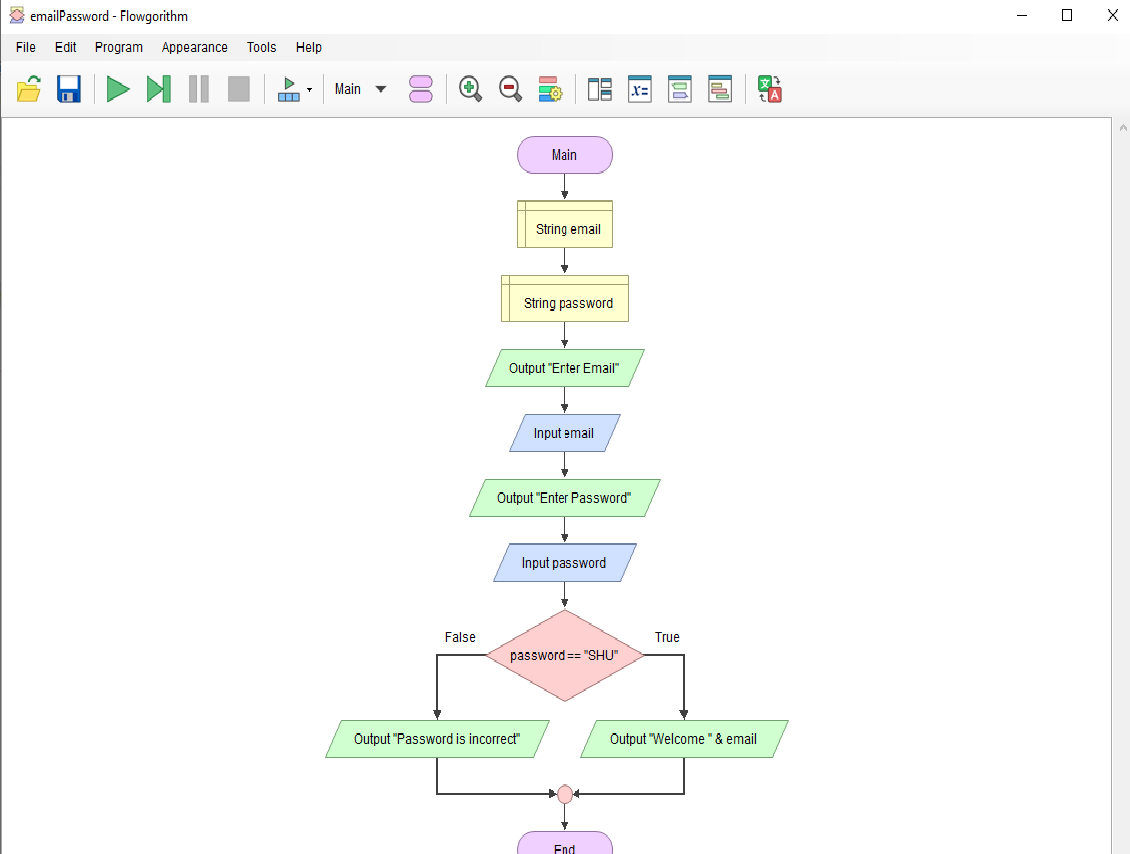 emailPassword - Flowgorithm
File Edit Program Appearance Tools Help
Main
x=
A
Main
String email
String password
Output "Enter Email"
Input email
Output "Enter Password"
Input password
False
True
password == "SHU"
Output "Password is incorrect"
Output "Welcome " & email
End